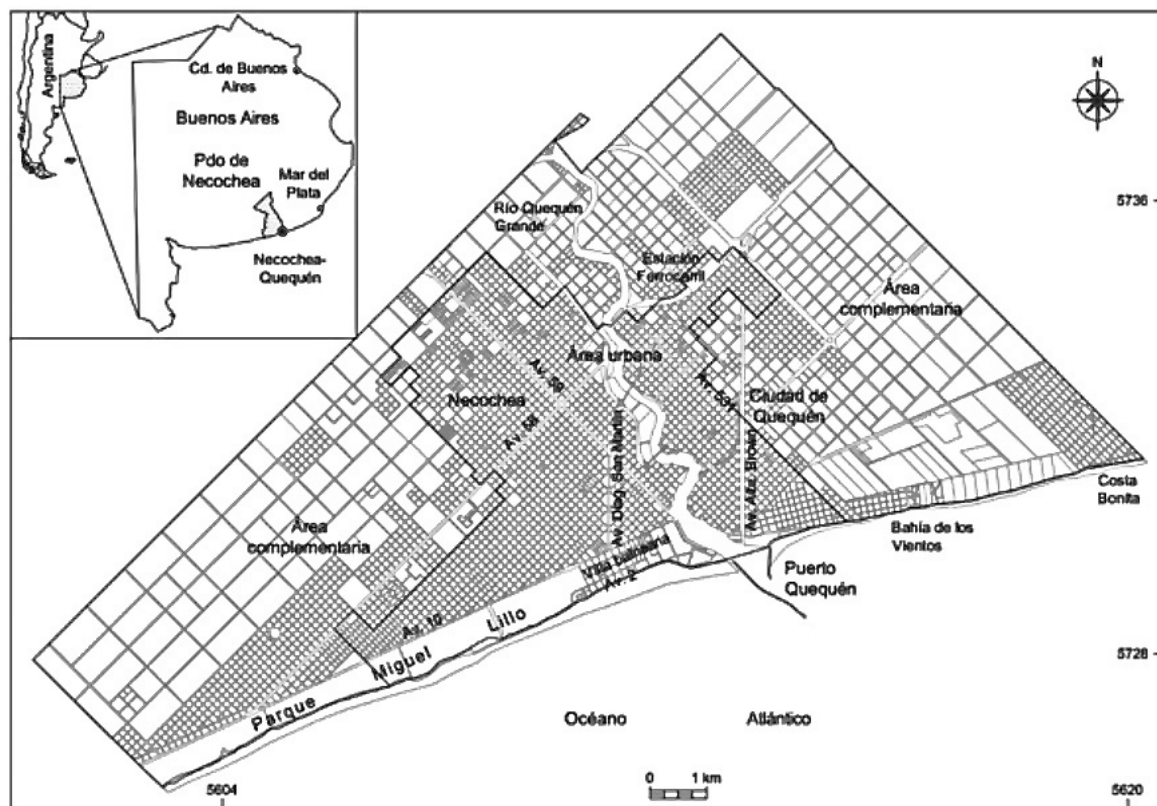 Argentina
Cd. de Buenos
Aires
Buenos Aires
Pdo de
Necochea
Mar del
Plata
Necochea-
Quequén
N
5736
Río Quequén
Grande
Estación
Ferrocarril
Área
complementaria
Área urbana
Av. 59
Necochea
Av. 58
Ciudad de
Quequén
Av. Diag. San Martín
Av. Alte. Brown
Costa
Bonita
Bahía de los
Vientos
Área
complementaria
Villa balnearia
Av. 2
Puerto
Quequén
Av. 10
Parque Miguel Lillo
5728
Océano Atlántico
0 1 km
5604
5620